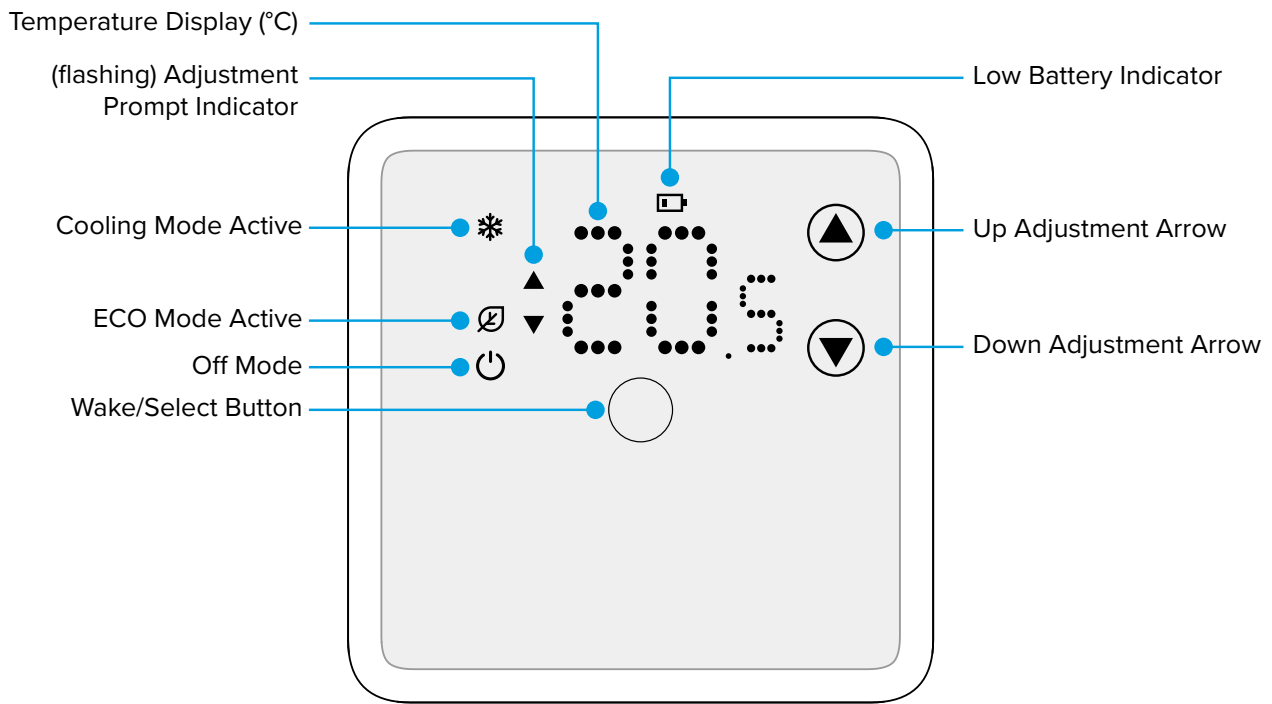 Temperature Display (°C)
(flashing) Adjustment
Prompt Indicator
Low Battery Indicator
Cooling Mode Active
Up Adjustment Arrow
20.5
ECO Mode Active
Down Adjustment Arrow
Off Mode
Wake/Select Button